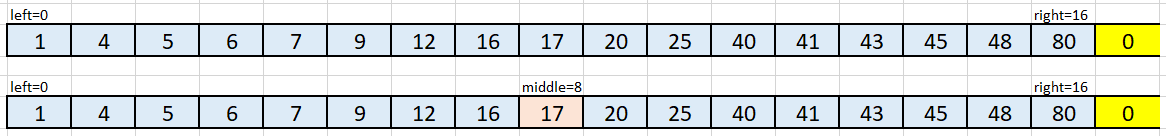 left=0 right=16
1 4 5 6 7 9 12 16 17 20 25 40 41 43 45 48 80 0
left=0 middle=8 right=16
1 4 5 6 7 9 12 16 17 20 25 40 41 43 45 48 80 0